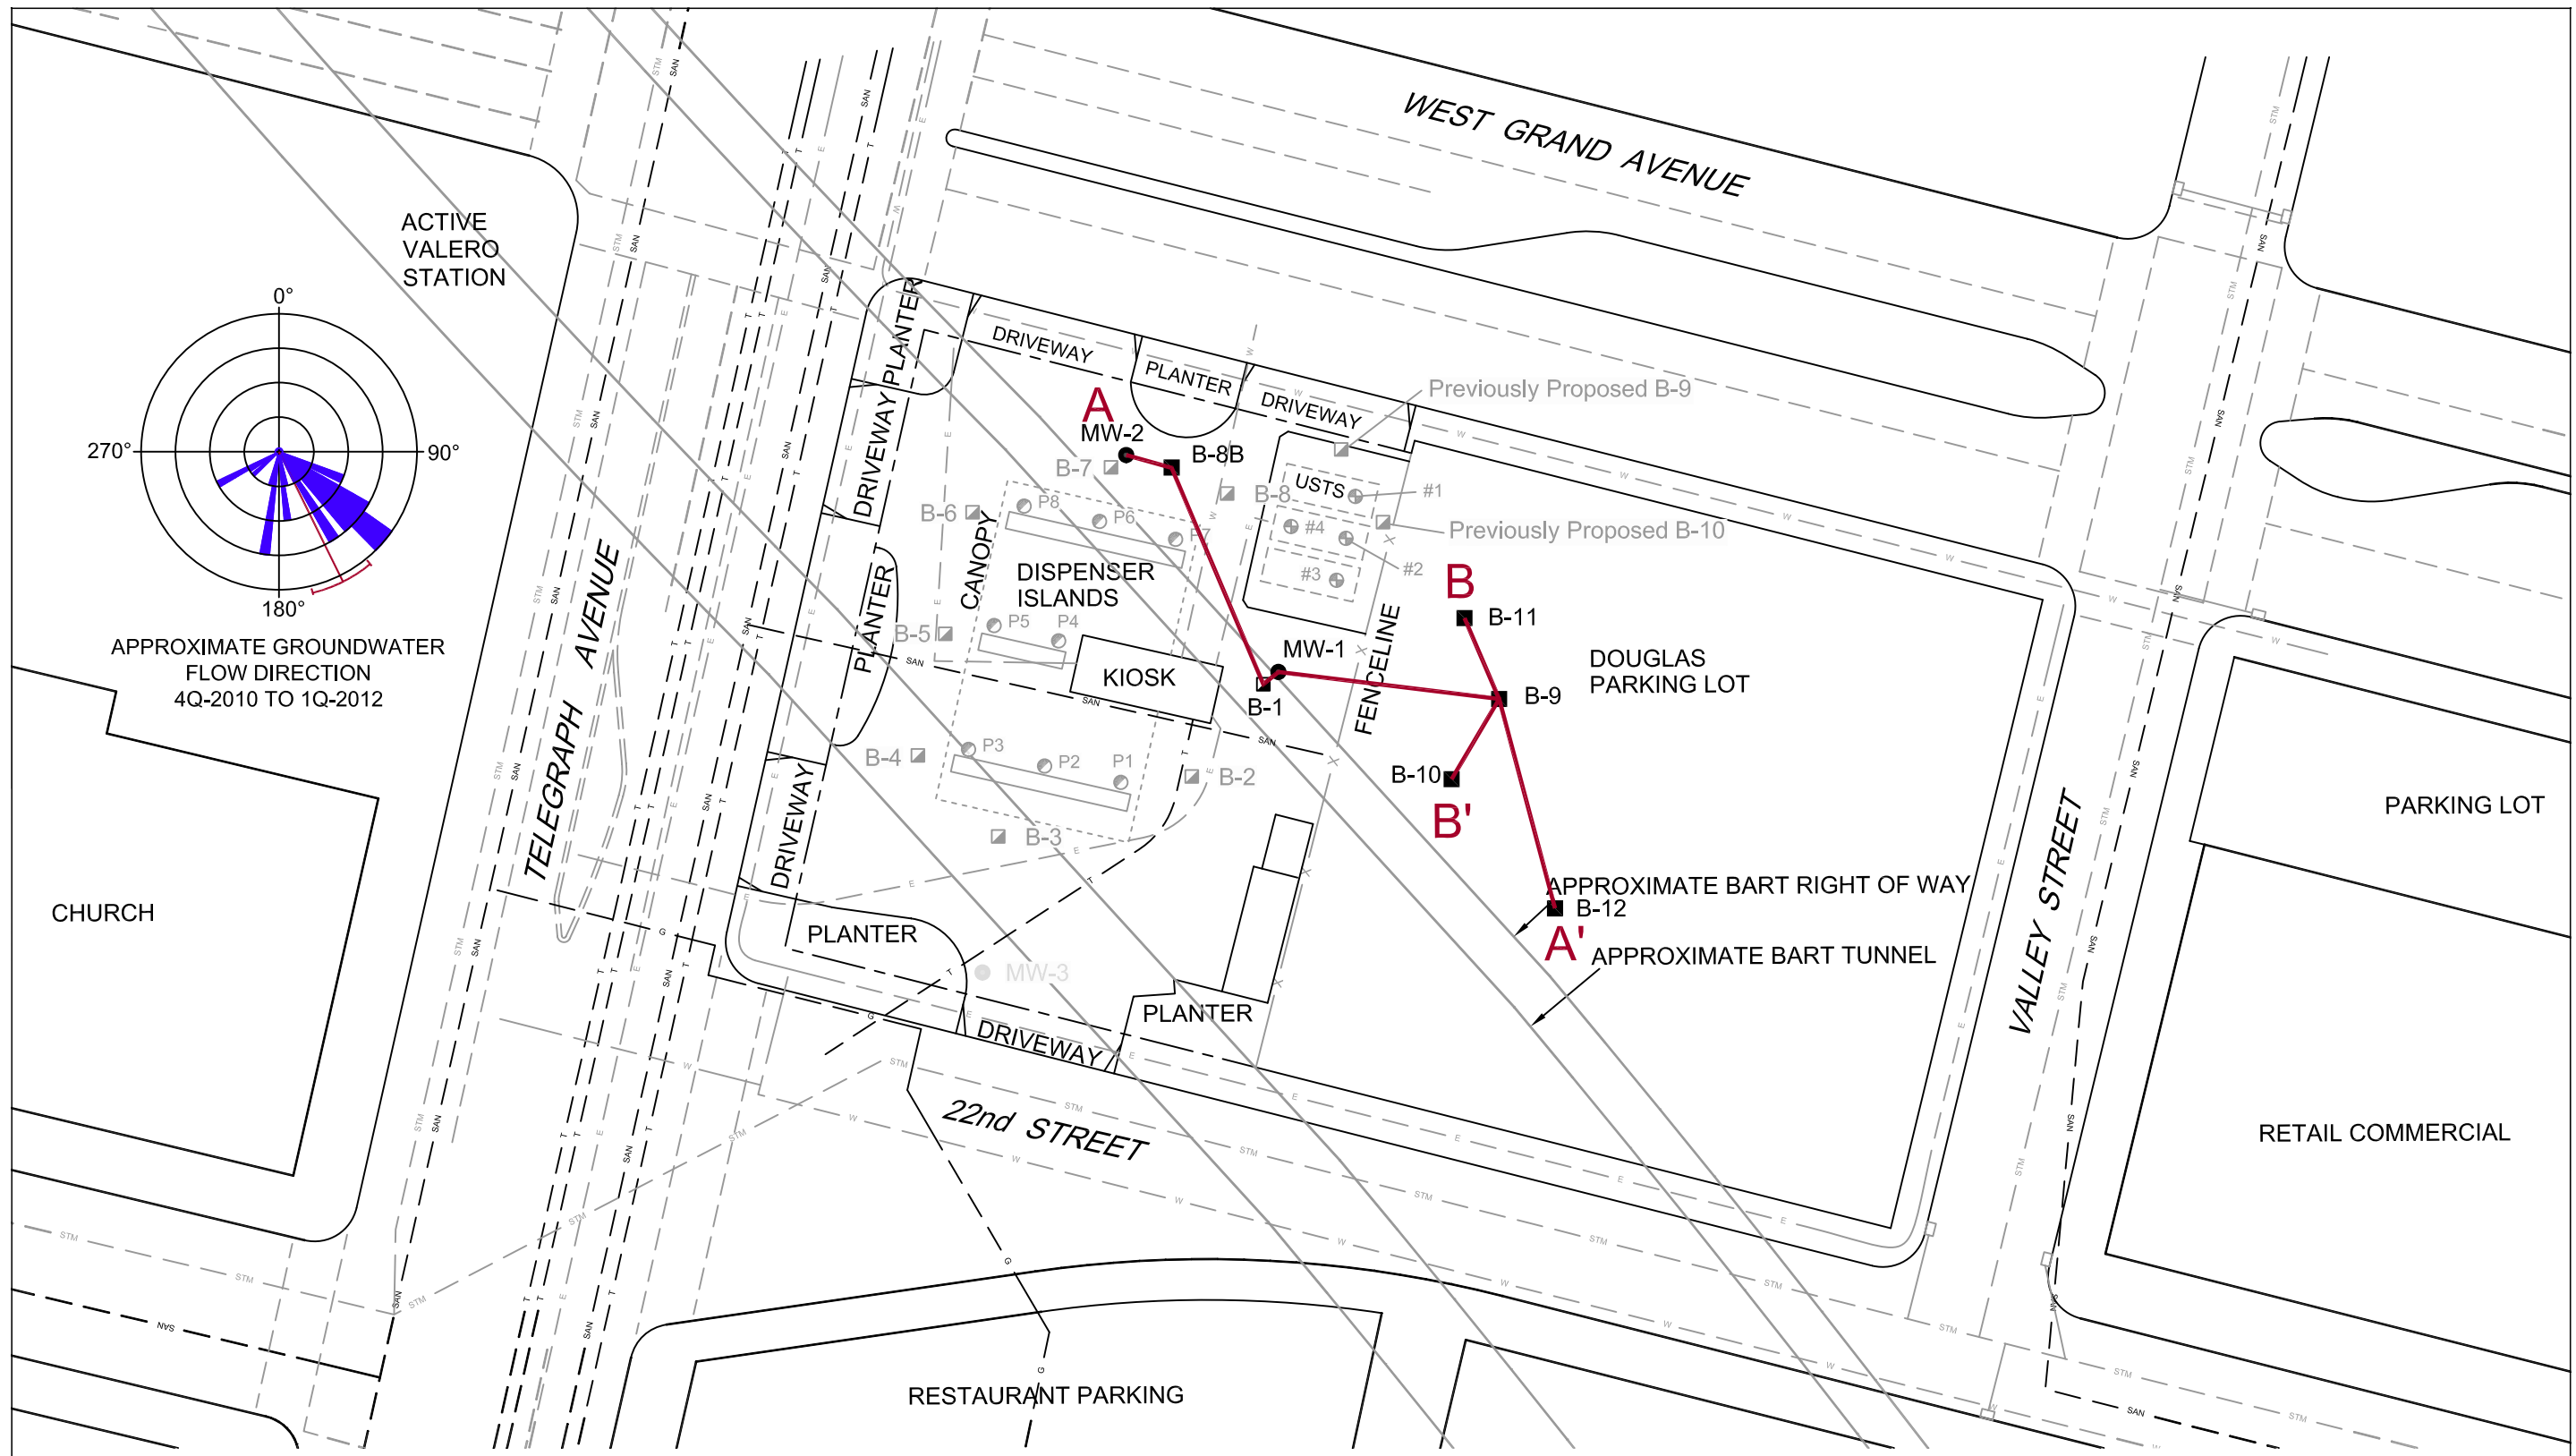 WEST GRAND AVENUE
ACTIVE
VALERO
STATION
0°
90°
180°
270°
APPROXIMATE GROUNDWATER
FLOW DIRECTION
4Q-2010 TO 1Q-2012
TELEGRAPH AVENUE
CHURCH
PLANTER
DRIVEWAY
DRIVEWAY
PLANTER
DRIVEWAY
Previously Proposed B-9
A
MW-2
B-8B
B-7
B-8
USTS
#1
#4
#2
#3
Previously Proposed B-10
B-6
P8
P6
P7
CANOPY
DISPENSER
ISLANDS
B
B-11
PLANTER
B-5
P5
P4
KIOSK
MW-1
B-1
FENCELINE
DOUGLAS
PARKING LOT
B-9
B-4
P3
P2
P1
B-2
B-10
B'
DRIVEWAY
B-3
PARKING LOT
VALLEY STREET
APPROXIMATE BART RIGHT OF WAY
B-12
A'
APPROXIMATE BART TUNNEL
PLANTER
MW-3
PLANTER
DRIVEWAY
22nd STREET
RETAIL COMMERCIAL
RESTAURANT PARKING